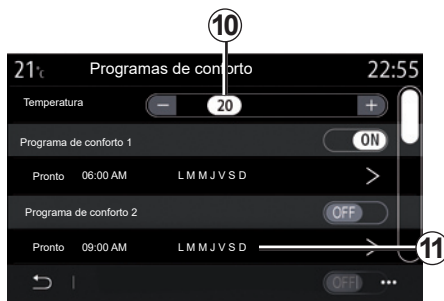 10
21°c Programas de conforto 22:55
Temperatura − 20 +
Programa de conforto 1 ON
Pronto 06:00 AM L M M J V S D
Programa de conforto 2 OFF
Pronto 09:00 AM L M M J V S D
11
OFF